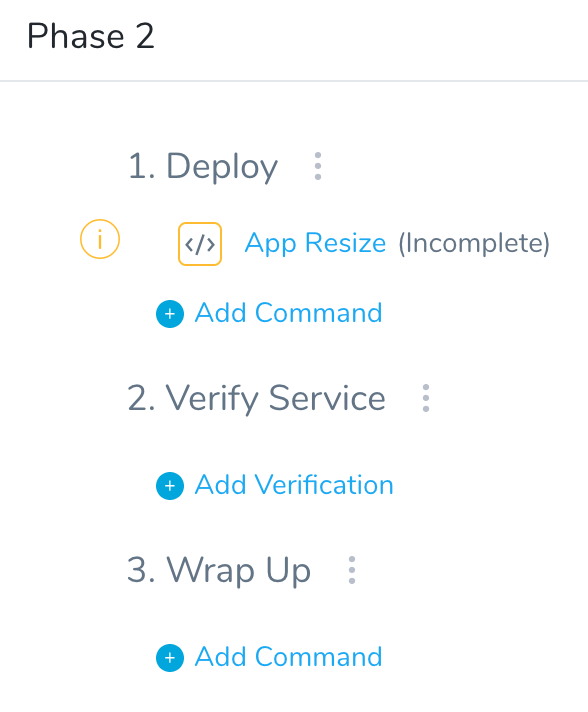 Phase 2
1. Deploy
i </> App Resize (Incomplete)
+ Add Command
2. Verify Service
+ Add Verification
3. Wrap Up
+ Add Command